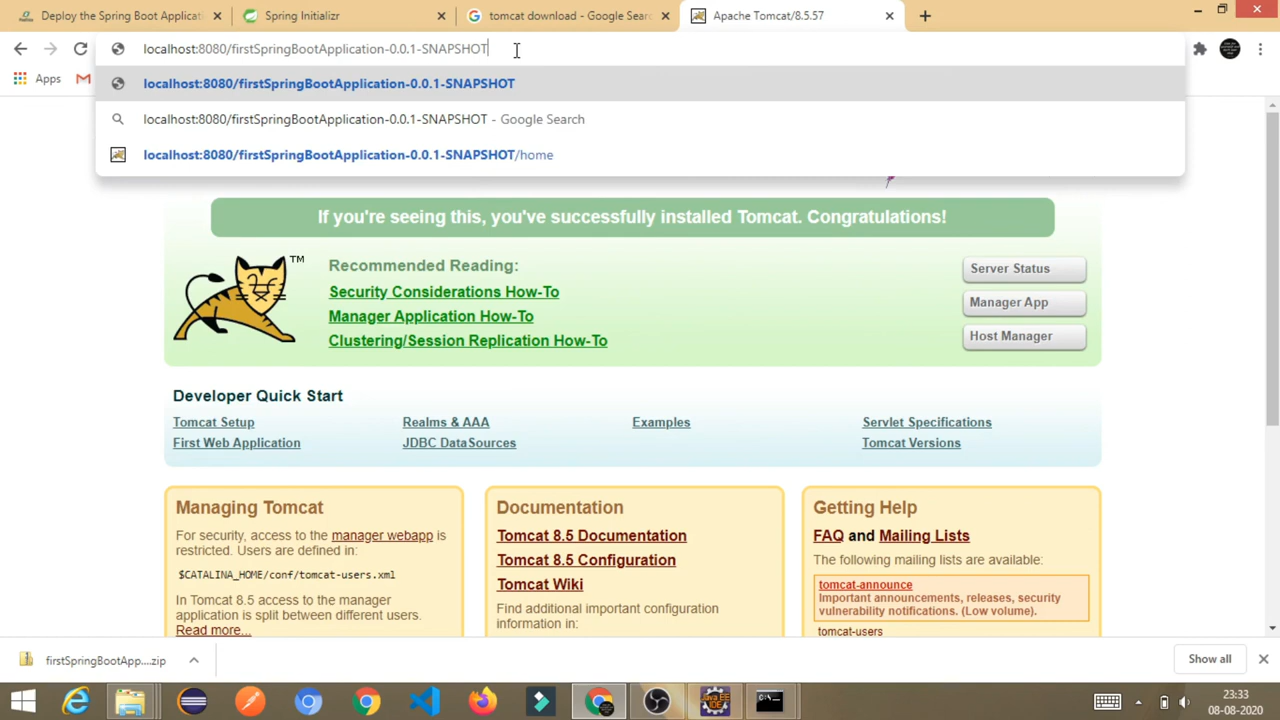 Deploy the Spring Boot Applicati
Spring Initializr
tomcat download - Google Sear
Apache Tomcat/8.5.57
localhost:8080/firstSpringBootApplication-0.0.1-SNAPSHOT
Apps
localhost:8080/firstSpringBootApplication-0.0.1-SNAPSHOT
localhost:8080/firstSpringBootApplication-0.0.1-SNAPSHOT - Google Search
localhost:8080/firstSpringBootApplication-0.0.1-SNAPSHOT/home
If you're seeing this, you've successfully installed Tomcat. Congratulations!
TM
Recommended Reading:
Security Considerations How-To
Manager Application How-To
Clustering/Session Replication How-To
Server Status
Manager App
Host Manager
Developer Quick Start
Tomcat Setup
Realms & AAA
Examples
Servlet Specifications
First Web Application
JDBC DataSources
Tomcat Versions
Managing Tomcat
For security, access to the manager webapp is
restricted. Users are defined in:
$CATALINA_HOME/conf/tomcat-users.xml
In Tomcat 8.5 access to the manager
application is split between different users.
Read more...
Documentation
Tomcat 8.5 Documentation
Tomcat 8.5 Configuration
Tomcat Wiki
Find additional important configuration
information in:
Getting Help
FAQ and Mailing Lists
The following mailing lists are available:
tomcat-announce
Important announcements, releases, security
vulnerability notifications. (Low volume).
tomcat-users
firstSpringBootApp....zip
Show all
23:33
08-08-2020